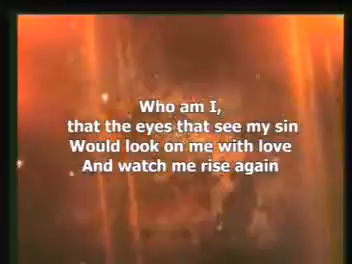 Who am I,
that the eyes that see my sin
Would look on me with love
And watch me rise again